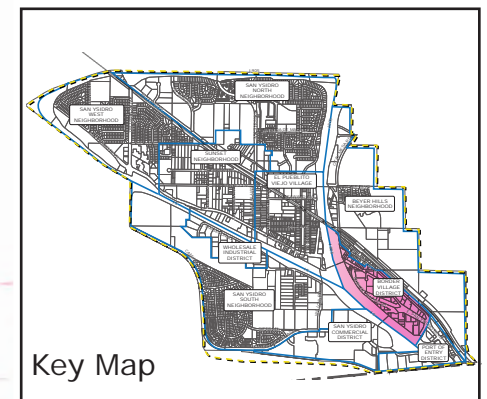 SAN YSIDRO
NORTH
NEIGHBORHOOD
SAN YSIDRO
WEST
NEIGHBORHOOD
SUNSET
NEIGHBORHOOD
EL PUEBLITO
VIEJO VILLAGE
BEYER HILLS
NEIGHBORHOOD
WHOLESALE
INDUSTRIAL
DISTRICT
BORDER
VILLAGE
DISTRICT
SAN YSIDRO
SOUTH
NEIGHBORHOOD
SAN YSIDRO
COMMERCIAL
DISTRICT
PORT OF
ENTRY
DISTRICT
Key Map